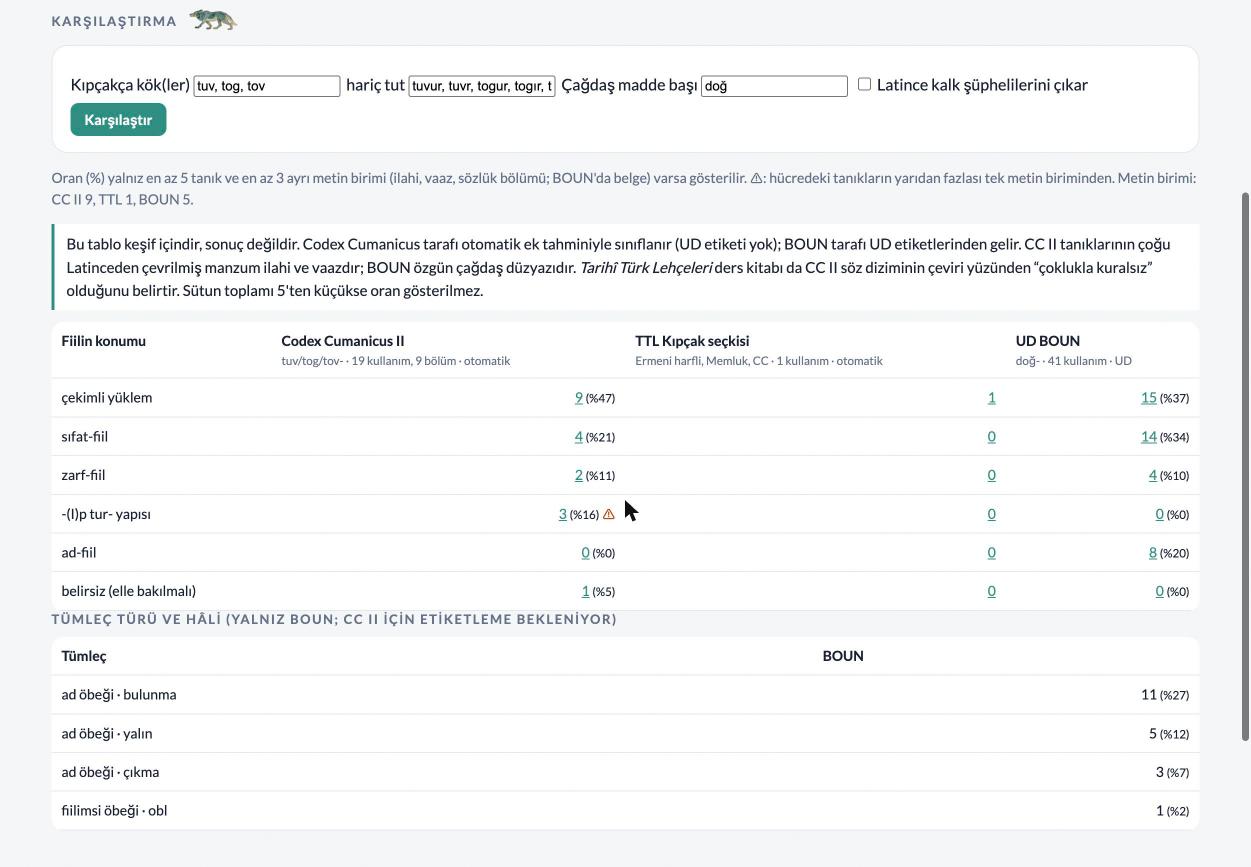 KARŞILAŞTIRMA
Kıpçakça kök(ler) tuv, tog, tov hariç tut tuvur, tuvr, togur, togır, t Çağdaş madde başı doğ Latince kalk şüphelilerini çıkar
Karşılaştır
Oran (%) yalnız en az 5 tanık ve en az 3 ayrı metin birimi (ilahi, vaaz, sözlük bölümü; BOUN'da belge) varsa gösterilir. ⚠: hücredeki tanıkların yarıdan fazlası tek metin biriminden. Metin birimi:
CC II 9, TTL 1, BOUN 5.
Bu tablo keşif içindir, sonuç değildir. Codex Cumanicus tarafı otomatik ek tahminiyle sınıflanır (UD etiketi yok); BOUN tarafı UD etiketlerinden gelir. CC II tanıklarının çoğu
Latinceden çevrilmiş manzum ilahi ve vaazdır; BOUN özgün çağdaş düzyazıdır. Tarihî Türk Lehçeleri ders kitabı da CC II söz diziminin çeviri yüzünden “çoklukla kuralsız”
olduğunu belirtir. Sütun toplamı 5'ten küçükse oran gösterilmez.
Fiilin konumu Codex Cumanicus II TTL Kıpçak seçkisi UD BOUN
tuv/tog/tov- · 19 kullanım, 9 bölüm · otomatik Ermeni harfli, Memluk, CC · 1 kullanım · otomatik doğ- · 41 kullanım · UD
çekimli yüklem 9 (%47) 1 15 (%37)
sıfat-fiil 4 (%21) 0 14 (%34)
zarf-fiil 2 (%11) 0 4 (%10)
-(I)p tur- yapısı 3 (%16) ⚠ 0 0 (%0)
ad-fiil 0 (%0) 0 8 (%20)
belirsiz (elle bakılmalı) 1 (%5) 0 0 (%0)
TÜMLEÇ TÜRÜ VE HÂLİ (YALNIZ BOUN; CC II İÇİN ETİKETLEME BEKLENİYOR)
Tümleç BOUN
ad öbeği · bulunma 11 (%27)
ad öbeği · yalın 5 (%12)
ad öbeği · çıkma 3 (%7)
fiilimsi öbeği · obl 1 (%2)